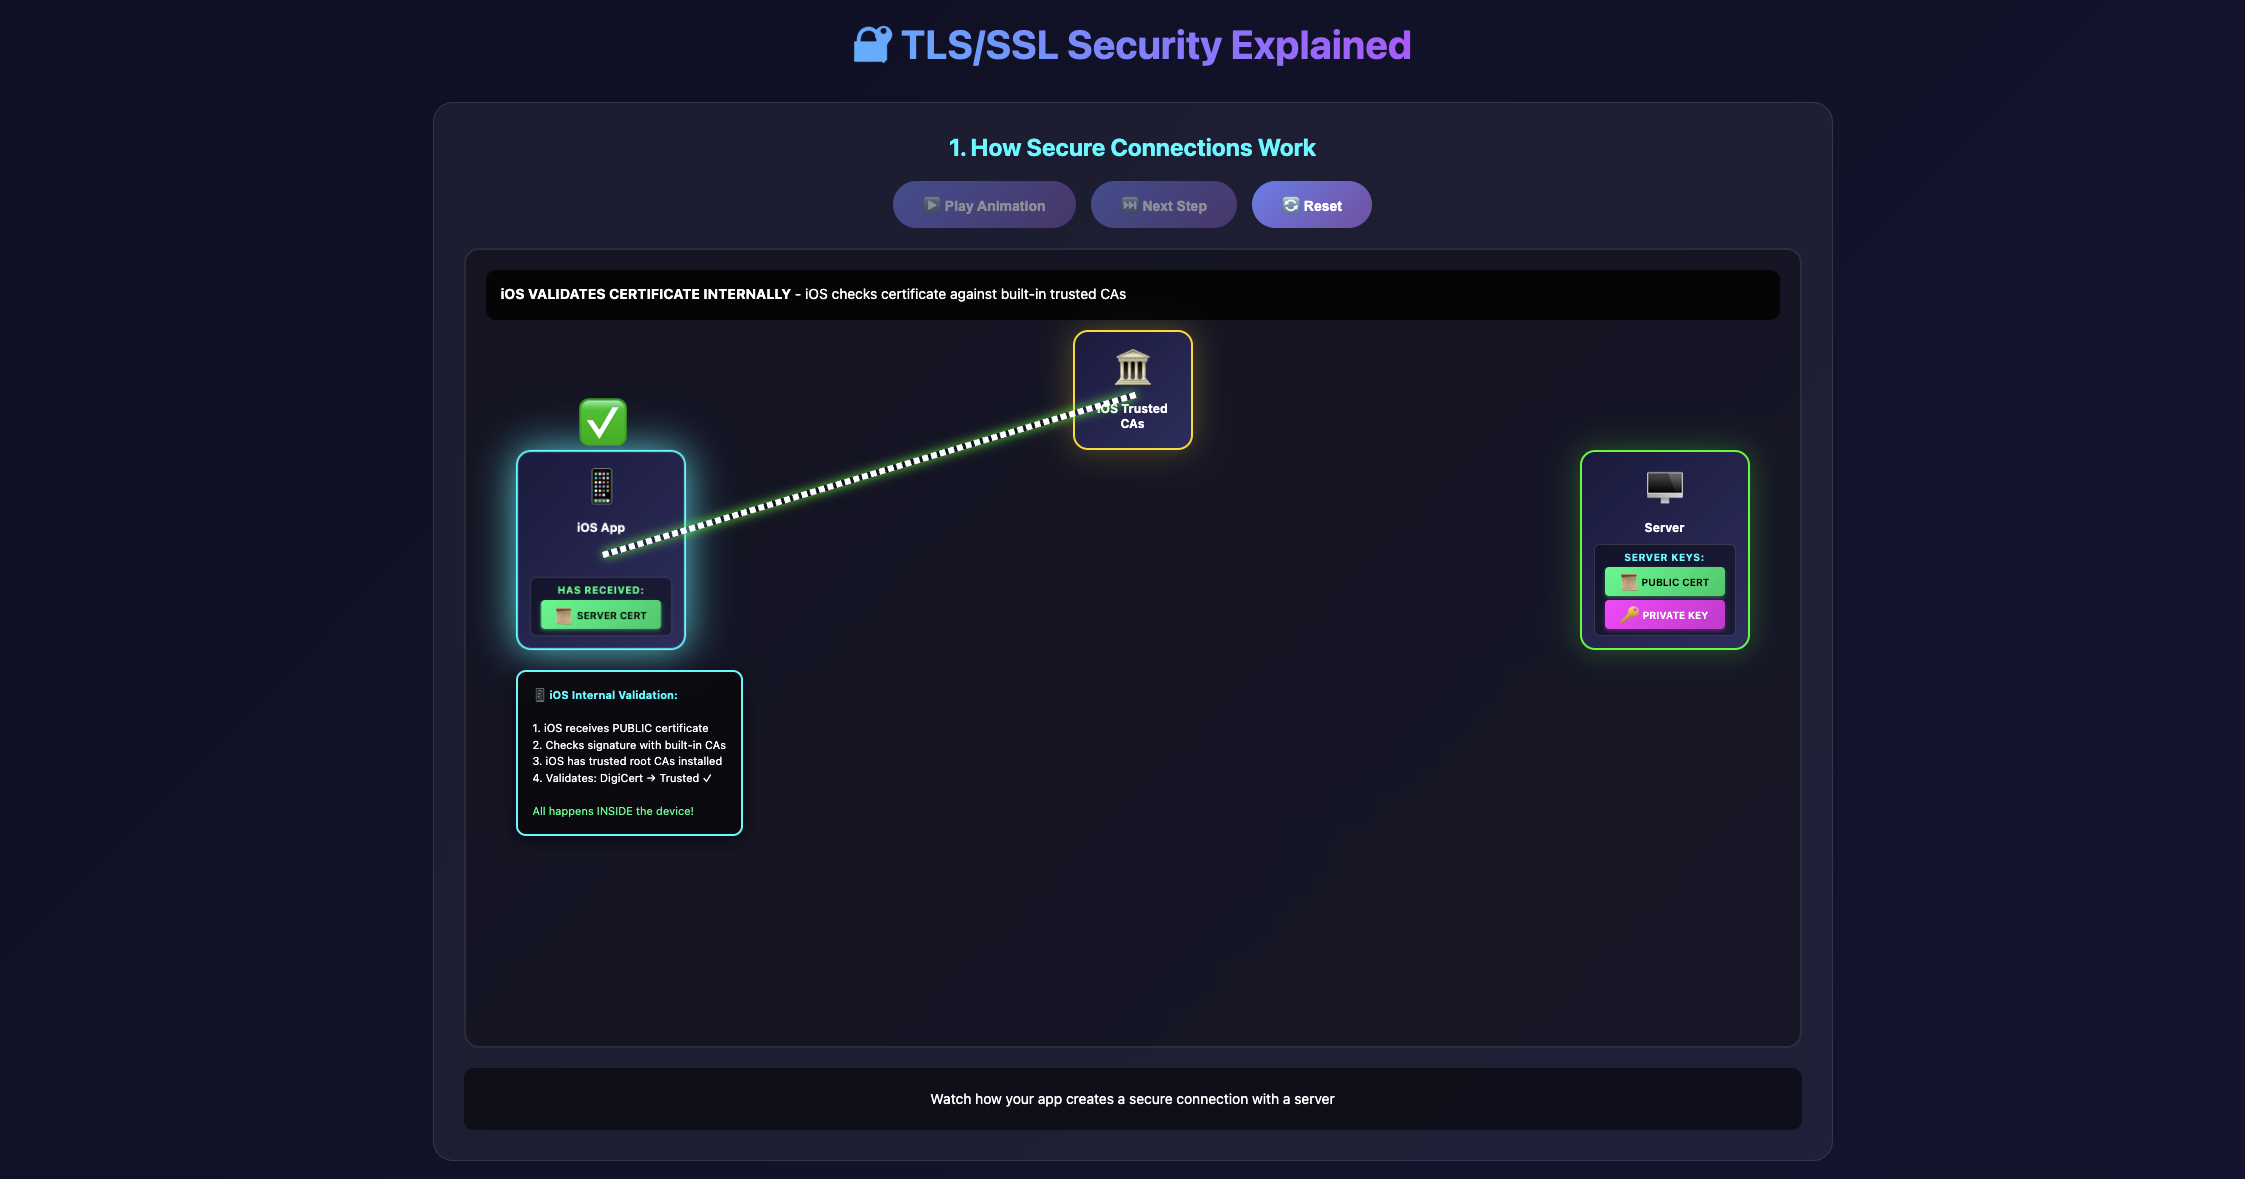 TLS/SSL Security Explained
1. How Secure Connections Work
Play Animation
Next Step
Reset
iOS VALIDATES CERTIFICATE INTERNALLY - iOS checks certificate against built-in trusted CAs
iOS Trusted
CAs
iOS App
HAS RECEIVED:
SERVER CERT
Server
SERVER KEYS:
PUBLIC CERT
PRIVATE KEY
iOS Internal Validation:
1. iOS receives PUBLIC certificate
2. Checks signature with built-in CAs
3. iOS has trusted root CAs installed
4. Validates: DigiCert → Trusted ✓
All happens INSIDE the device!
Watch how your app creates a secure connection with a server